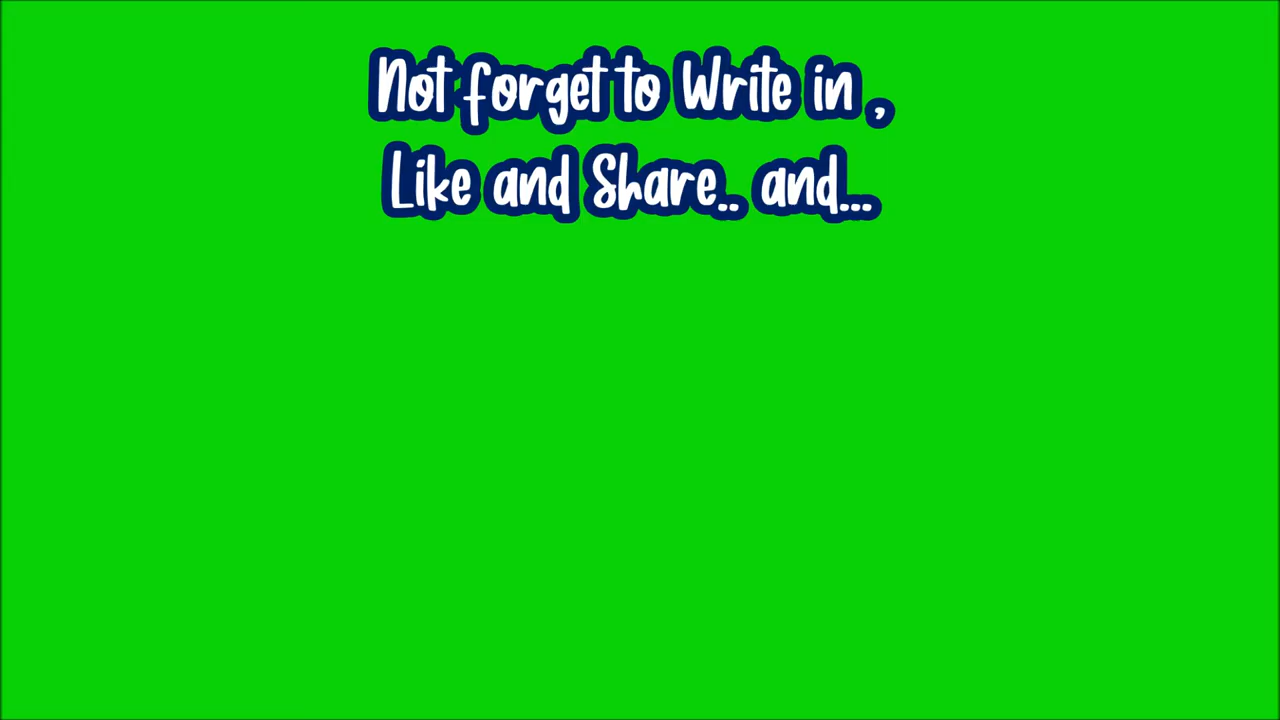 Not forget to Write in ,
Like and Share.. and...